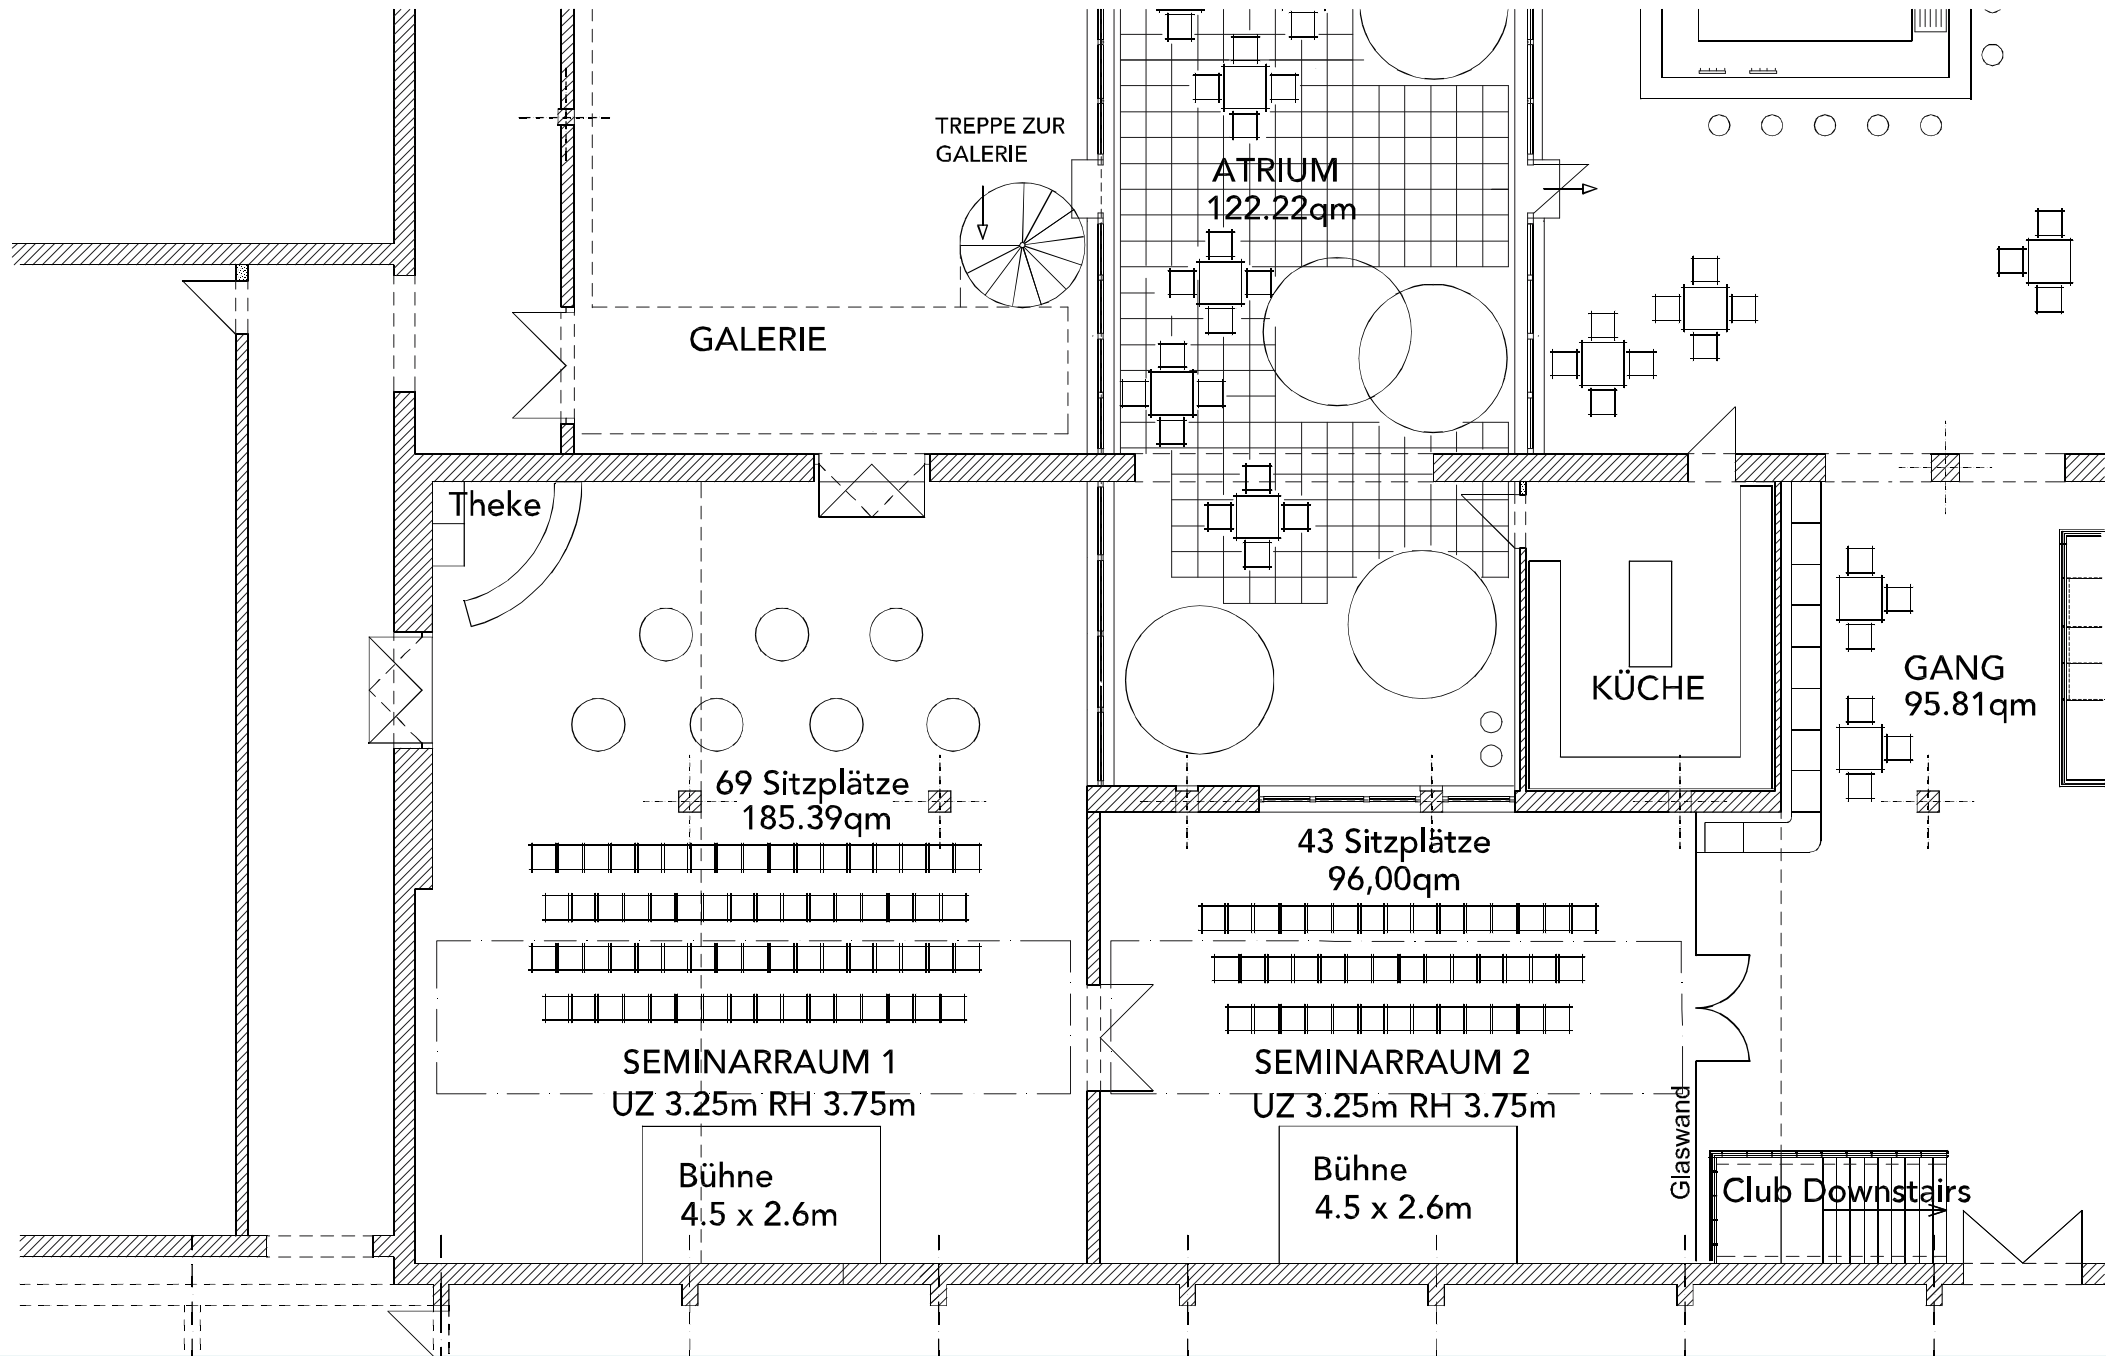 TREPPE ZUR
GALERIE
ATRIUM
122.22qm
GALERIE
Theke
KÜCHE
GANG
95.81qm
69 Sitzplätze
185.39qm
43 Sitzplätze
96,00qm
SEMINARRAUM 1
UZ 3.25m RH 3.75m
SEMINARRAUM 2
UZ 3.25m RH 3.75m
Glaswand
Bühne
4.5 x 2.6m
Bühne
4.5 x 2.6m
Club Downstairs